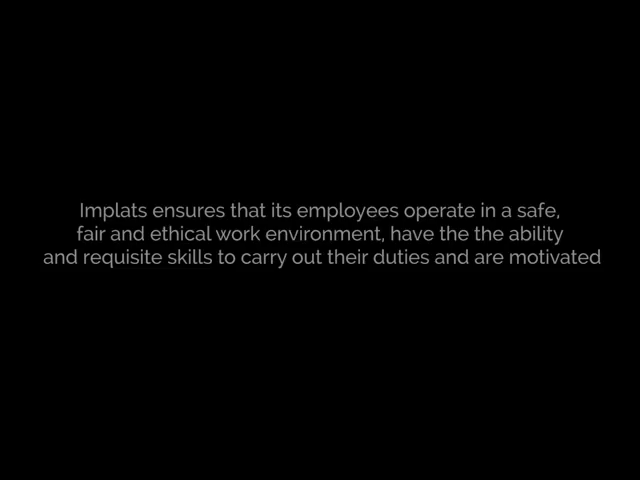 Implats ensures that its employees operate in a safe,
fair and ethical work environment, have the the ability
and requisite skills to carry out their duties and are motivated